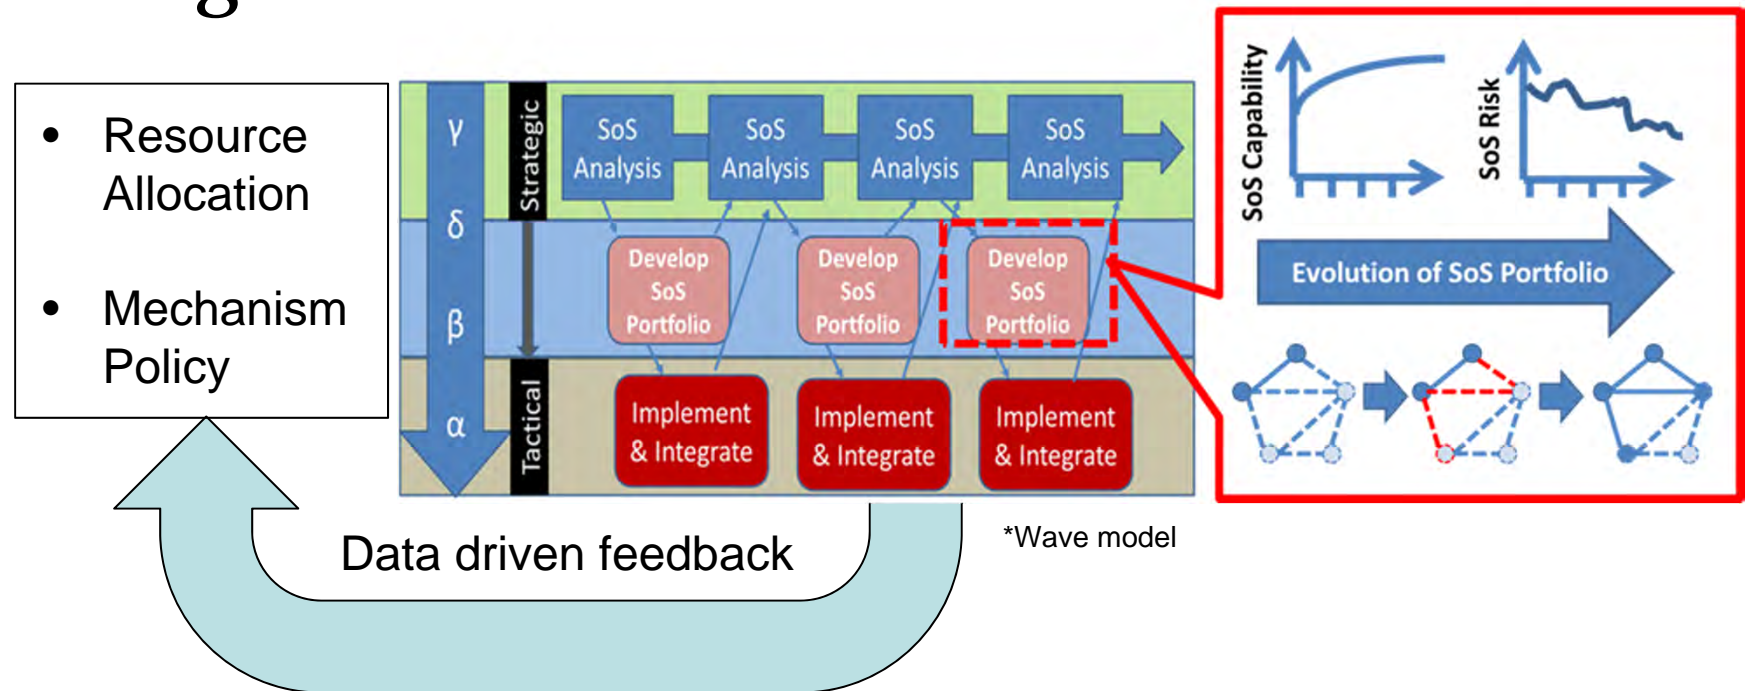 • Resource
Allocation
• Mechanism
Policy
γ
δ
β
α
Strategic
Tactical
SoS
Analysis
SoS
Analysis
SoS
Analysis
SoS
Analysis
Develop
SoS
Portfolio
Develop
SoS
Portfolio
Develop
SoS
Portfolio
Implement
& Integrate
Implement
& Integrate
Implement
& Integrate
SoS Capability
SoS Risk
Evolution of SoS Portfolio
Data driven feedback
*Wave model